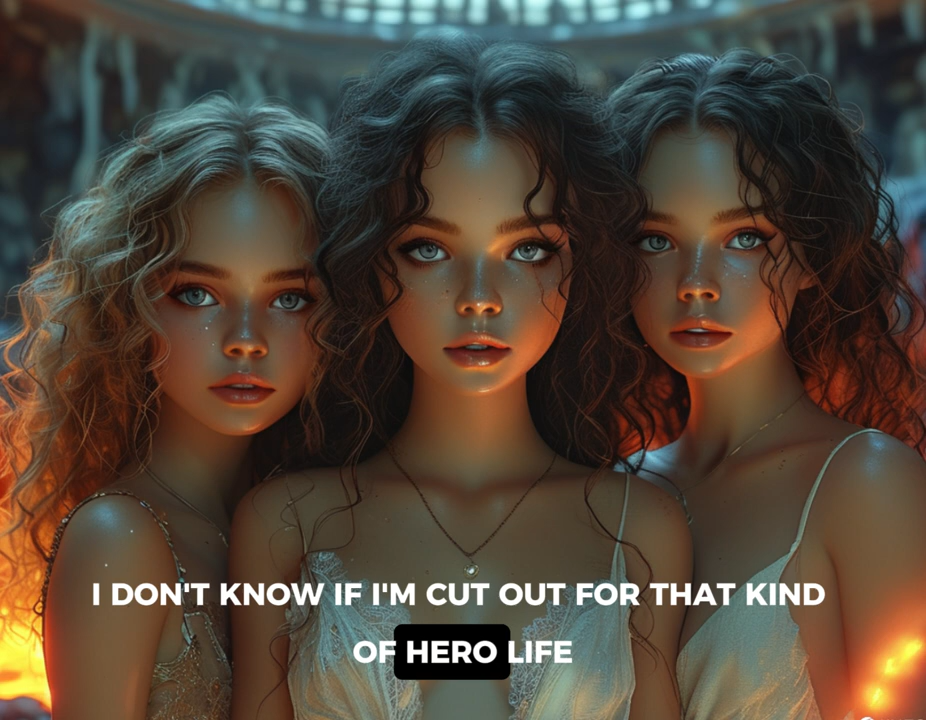 I DON'T KNOW IF I'M CUT OUT FOR THAT KIND
OF HERO LIFE